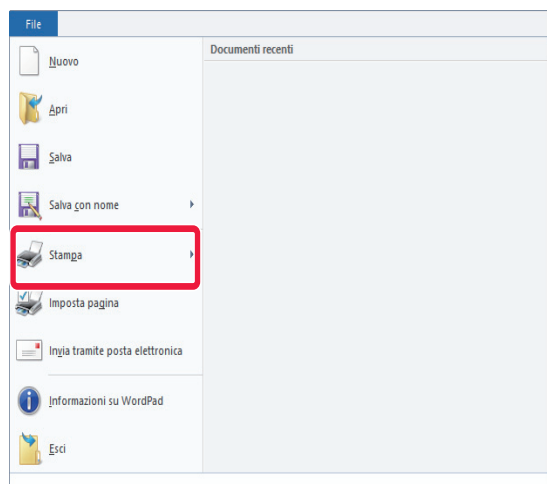 File
Documenti recenti
Nuovo
Apri
Salva
Salva con nome
Stampa
Imposta pagina
Invia tramite posta elettronica
Informazioni su WordPad
Esci